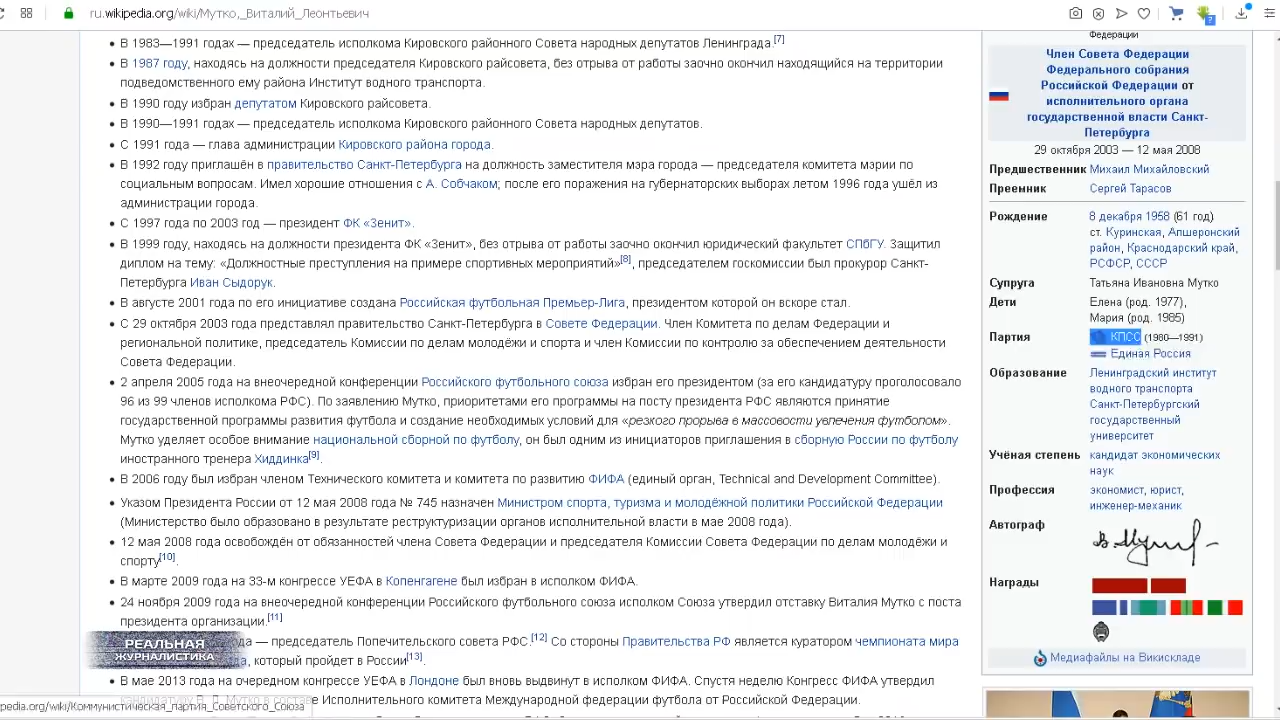 ru.wikipedia.org/wiki/Мутко,_Виталий_Леонтьевич
В 1983—1991 годах — председатель исполкома Кировского районного Совета народных депутатов Ленинграда.[7]
В 1987 году, находясь на должности председателя Кировского райсовета, без отрыва от работы заочно окончил находящийся на территории
подведомственного ему района Институт водного транспорта.
В 1990 году избран депутатом Кировского райсовета.
В 1990—1991 годах — председатель исполкома Кировского районного Совета народных депутатов.
С 1991 года — глава администрации Кировского района города.
В 1992 году приглашён в правительство Санкт-Петербурга на должность заместителя мэра города — председателя комитета мэрии по
социальным вопросам. Имел хорошие отношения с А. Собчаком; после его поражения на губернаторских выборах летом 1996 года ушёл из
администрации города.
С 1997 года по 2003 год — президент ФК «Зенит».
В 1999 году, находясь на должности президента ФК «Зенит», без отрыва от работы заочно окончил юридический факультет СПбГУ. Защитил
диплом на тему: «Должностные преступления на примере спортивных мероприятий»[8], председателем госкомиссии был прокурор Санкт-
Петербурга Иван Сыдорук.
В августе 2001 года по его инициативе создана Российская футбольная Премьер-Лига, президентом которой он вскоре стал.
С 29 октября 2003 года представлял правительство Санкт-Петербурга в Совете Федерации. Член Комитета по делам Федерации и
региональной политике, председатель Комиссии по делам молодёжи и спорта и член Комиссии по контролю за обеспечением деятельности
Совета Федерации.
2 апреля 2005 года на внеочередной конференции Российского футбольного союза избран его президентом (за его кандидатуру проголосовало
96 из 99 членов исполкома РФС). По заявлению Мутко, приоритетами его программы на посту президента РФС являются принятие
государственной программы развития футбола и создание необходимых условий для «резкого прорыва в массовости увлечения футболом».
Мутко уделяет особое внимание национальной сборной по футболу, он был одним из инициаторов приглашения в сборную России по футболу
иностранного тренера Хиддинка[9].
В 2006 году был избран членом Технического комитета и комитета по развитию ФИФА (единый орган, Technical and Development Committee).
Указом Президента России от 12 мая 2008 года № 745 назначен Министром спорта, туризма и молодёжной политики Российской Федерации
(Министерство было образовано в результате реструктуризации органов исполнительной власти в мае 2008 года).
12 мая 2008 года освобождён от обязанностей члена Совета Федерации и председателя Комиссии Совета Федерации по делам молодёжи и
спорту[10].
В марте 2009 года на 33-м конгрессе УЕФА в Копенгагене был избран в исполком ФИФА.
24 ноября 2009 года на внеочередной конференции Российского футбольного союза исполком Союза утвердил отставку Виталия Мутко с поста
президента организации.[11]
да — председатель Попечительского совета РФС.[12] Со стороны Правительства РФ является куратором чемпионата мира
да, который пройдет в России[13].
В мае 2013 года на очередном конгрессе УЕФА в Лондоне был вновь выдвинут в исполком ФИФА. Спустя неделю Конгресс ФИФА утвердил
кандидатуру В. Л. Мутко в составе Исполнительного комитета Международной федерации футбола от Российской Федерации.
РЕАЛЬНАЯ
ЖУРНАЛИСТИКА
pedia.org/wiki/Коммунистическая_партия_Советского_Союза
Федерации
Член Совета Федерации
Федерального собрания
Российской Федерации от
исполнительного органа
государственной власти Санкт-
Петербурга
29 октября 2003 — 12 мая 2008
Предшественник Михаил Михайловский
Преемник Сергей Тарасов
Рождение 8 декабря 1958 (61 год)
ст. Куринская, Апшеронский
район, Краснодарский край,
РСФСР, СССР
Супруга Татьяна Ивановна Мутко
Дети Елена (род. 1977),
Мария (род. 1985)
Партия КПСС (1980—1991)
Единая Россия
Образование Ленинградский институт
водного транспорта
Санкт-Петербургский
государственный
университет
Учёная степень кандидат экономических
наук
Профессия экономист, юрист,
инженер-механик
Автограф
Награды
Медиафайлы на Викискладе